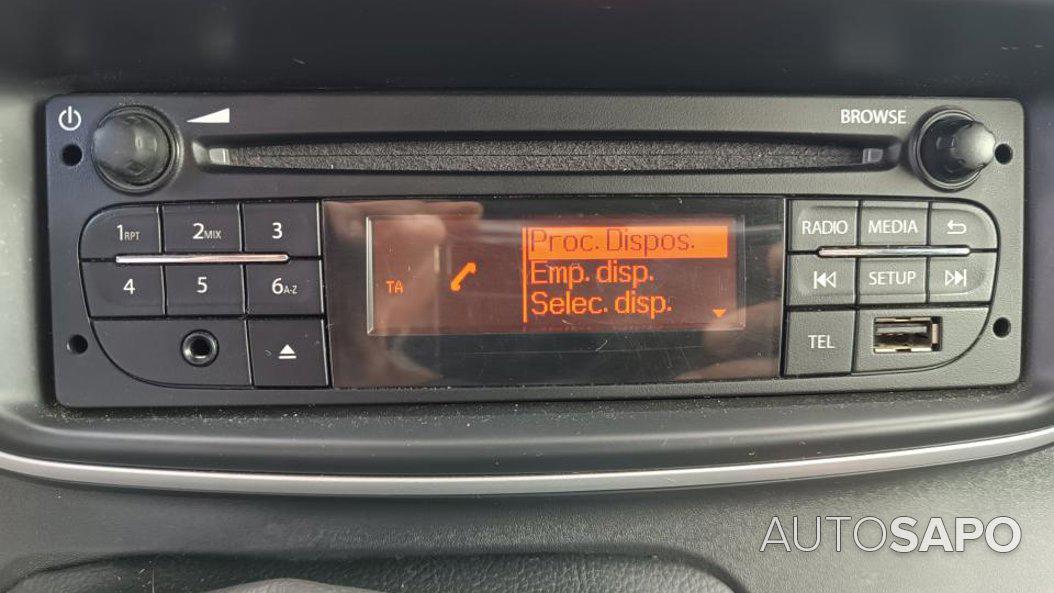 BROWSE
1RPT 2MIX 3
4 5 6A-Z
TA
Proc. Dispos.
Emp. disp.
Selec. disp.
RADIO MEDIA
SETUP
TEL
AUTOSAPO